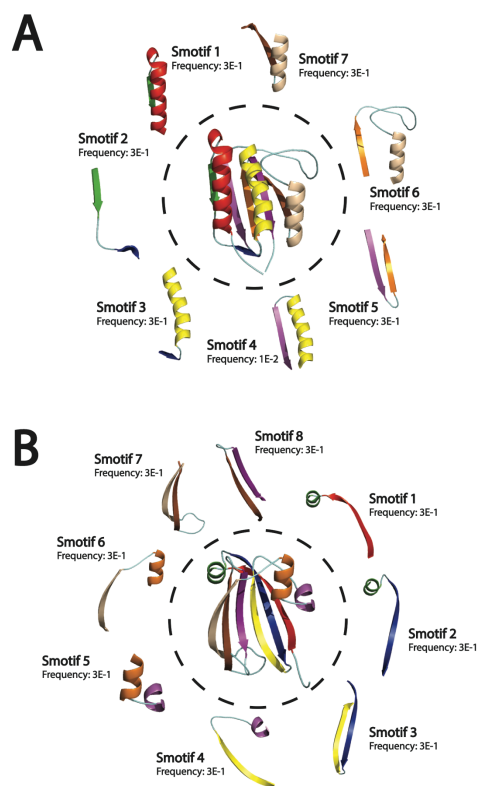 A
Smotif 1
Frequency: 3E-1
Smotif 7
Frequency: 3E-1
Smotif 2
Frequency: 3E-1
Smotif 6
Frequency: 3E-1
Smotif 3
Frequency: 3E-1
Smotif 5
Frequency: 3E-1
Smotif 4
Frequency: 1E-2
B
Smotif 8
Frequency: 3E-1
Smotif 7
Frequency: 3E-1
Smotif 1
Frequency: 3E-1
Smotif 6
Frequency: 3E-1
Smotif 2
Frequency: 3E-1
Smotif 5
Frequency: 3E-1
Smotif 3
Frequency: 3E-1
Smotif 4
Frequency: 3E-1